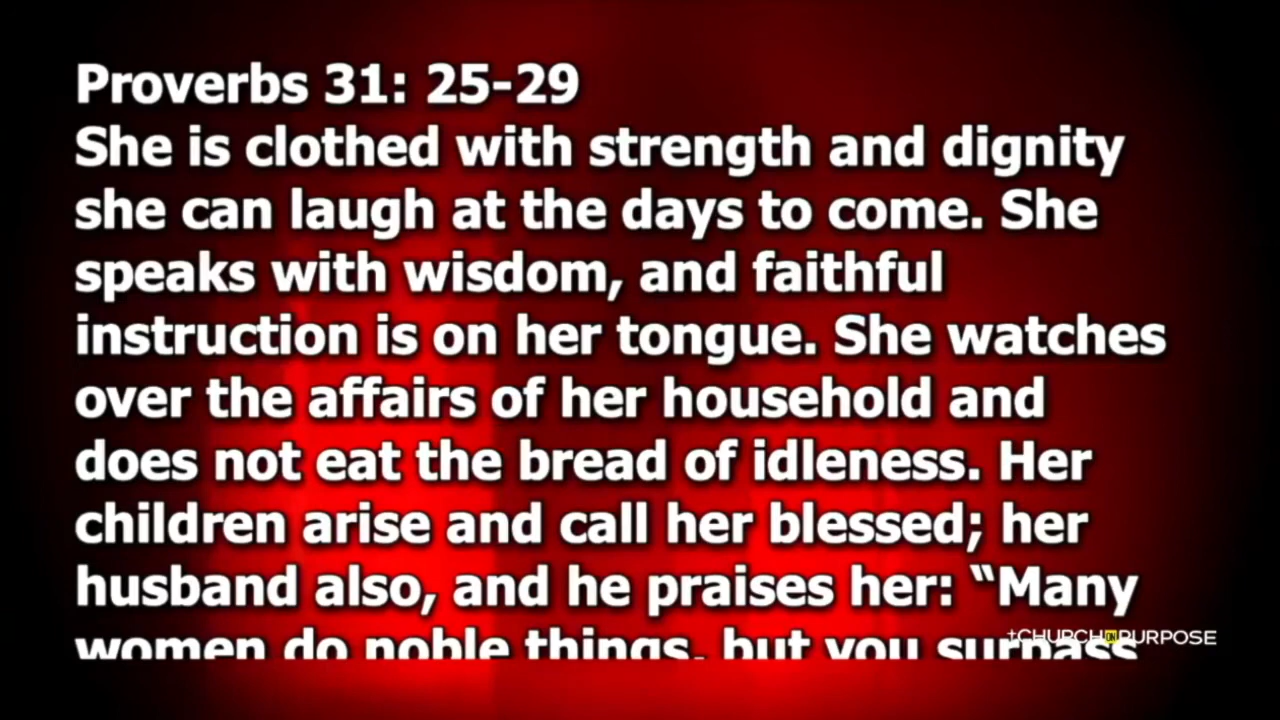 Proverbs 31: 25-29
She is clothed with strength and dignity
she can laugh at the days to come. She
speaks with wisdom, and faithful
instruction is on her tongue. She watches
over the affairs of her household and
does not eat the bread of idleness. Her
children arise and call her blessed; her
husband also, and he praises her: “Many
women do noble things, but you surpass
+CHURCH ON PURPOSE